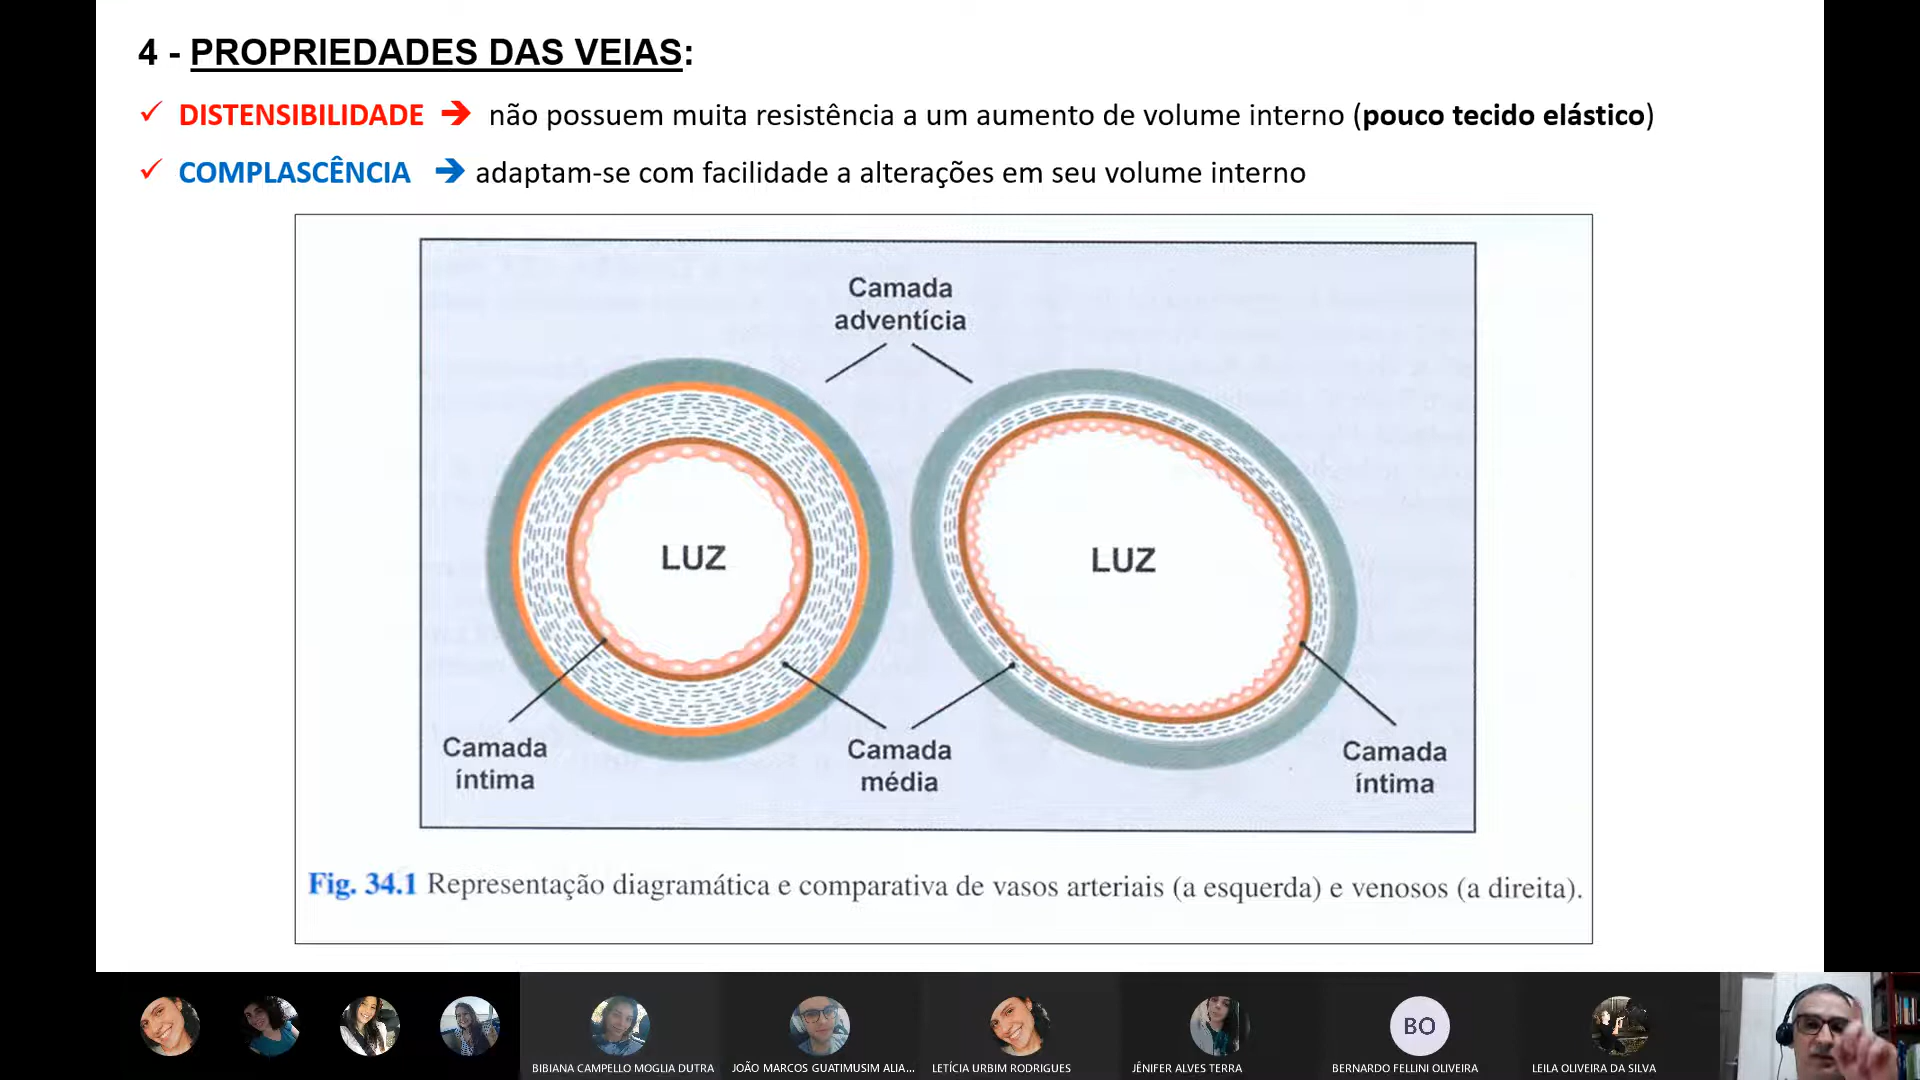 4 - PROPRIEDADES DAS VEIAS:
✓ DISTENSIBILIDADE ➔ não possuem muita resistência a um aumento de volume interno (pouco tecido elástico)
✓ COMPLASCÊNCIA ➔ adaptam-se com facilidade a alterações em seu volume interno
Camada
adventícia
LUZ
LUZ
Camada
íntima
Camada
média
Camada
íntima
Fig. 34.1 Representação diagramática e comparativa de vasos arteriais (a esquerda) e venosos (a direita).
BO
BIBIANA CAMPELLO MOGLIA DUTRA
JOÃO MARCOS GUATIMUSIM ALIA...
LETÍCIA URBIM RODRIGUES
JÊNIFER ALVES TERRA
BERNARDO FELLINI OLIVEIRA
LEILA OLIVEIRA DA SILVA